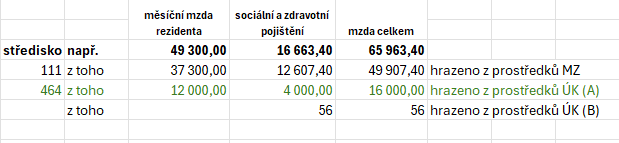 měsíční mzda rezidenta sociální a zdravotní pojištění mzda celkem
středisko např. 49 300,00 16 663,40 65 963,40
111 z toho 37 300,00 12 607,40 49 907,40 hrazeno z prostředků MZ
464 z toho 12 000,00 4 000,00 16 000,00 hrazeno z prostředků ÚK (A)
z toho 56 56 hrazeno z prostředků ÚK (B)